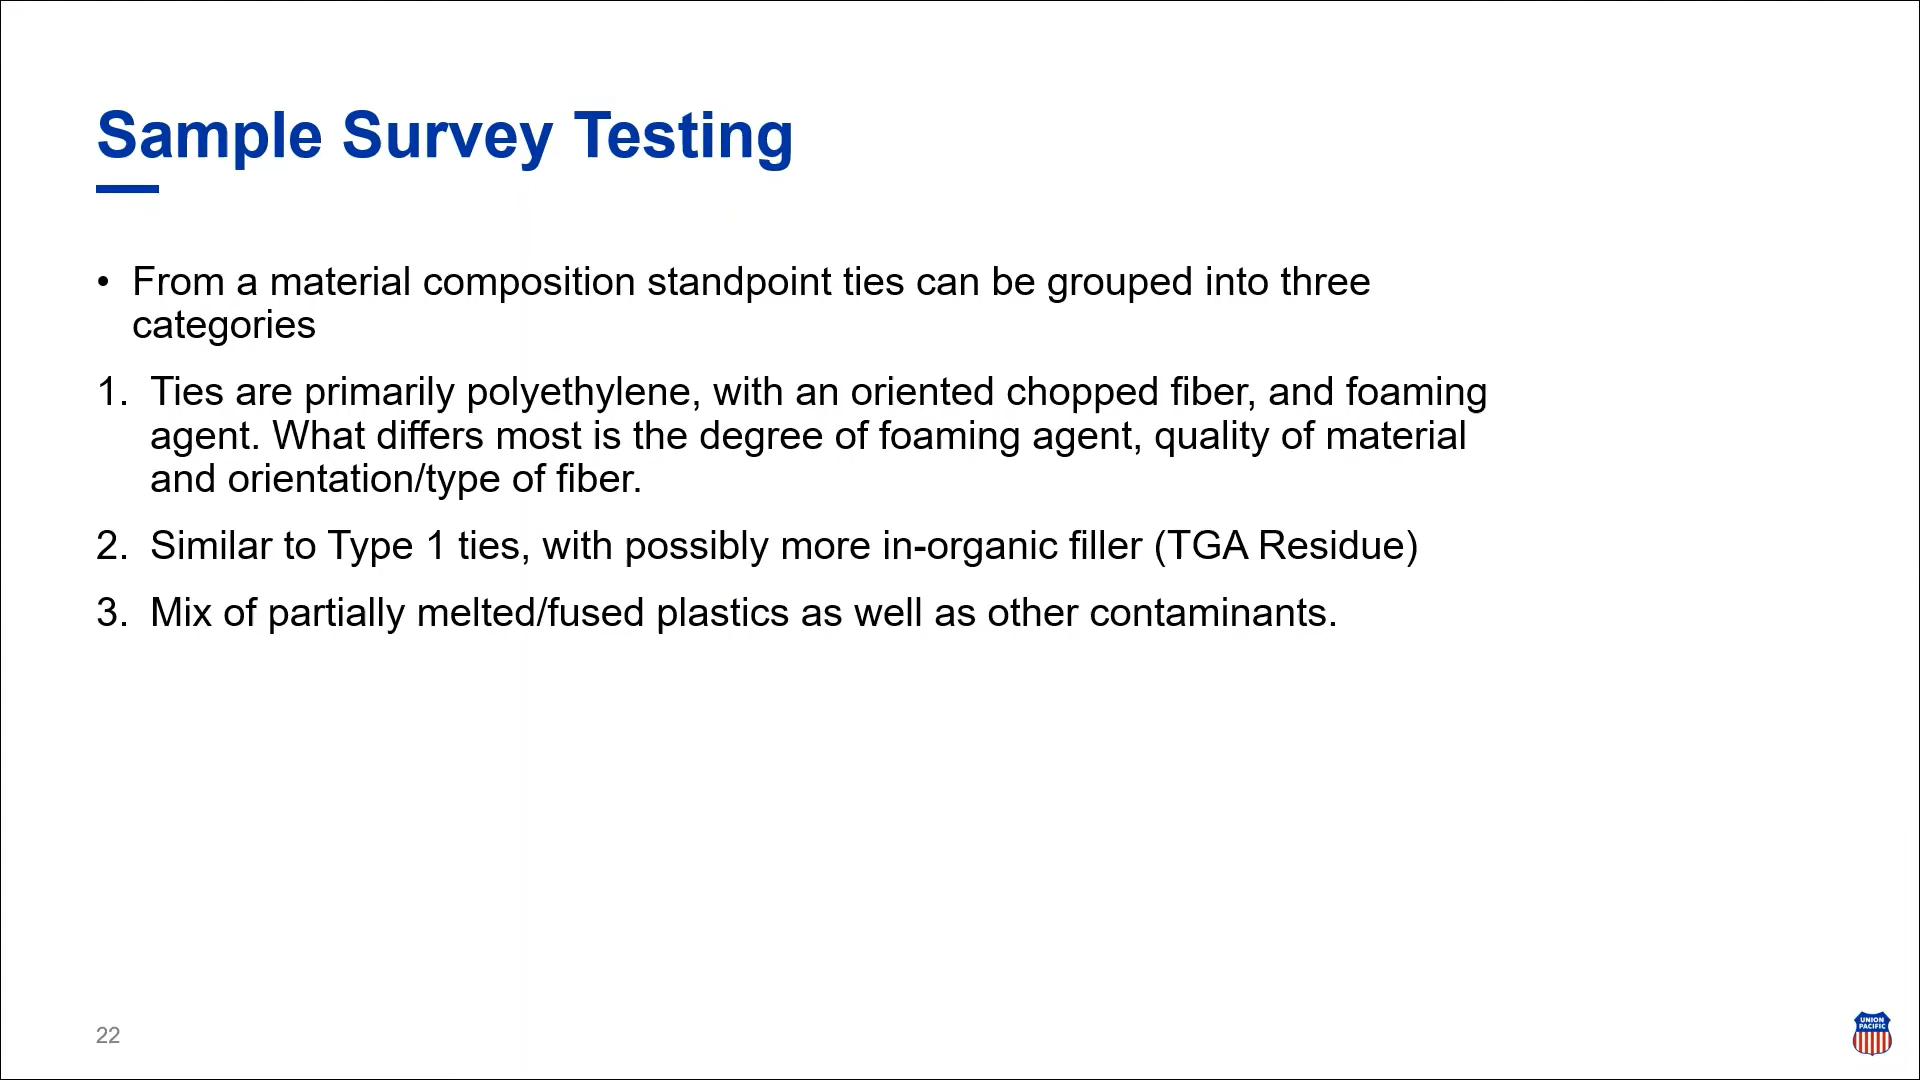 Sample Survey Testing
• From a material composition standpoint ties can be grouped into three
categories
1. Ties are primarily polyethylene, with an oriented chopped fiber, and foaming
agent. What differs most is the degree of foaming agent, quality of material
and orientation/type of fiber.
2. Similar to Type 1 ties, with possibly more in-organic filler (TGA Residue)
3. Mix of partially melted/fused plastics as well as other contaminants.
22
UNION
PACIFIC